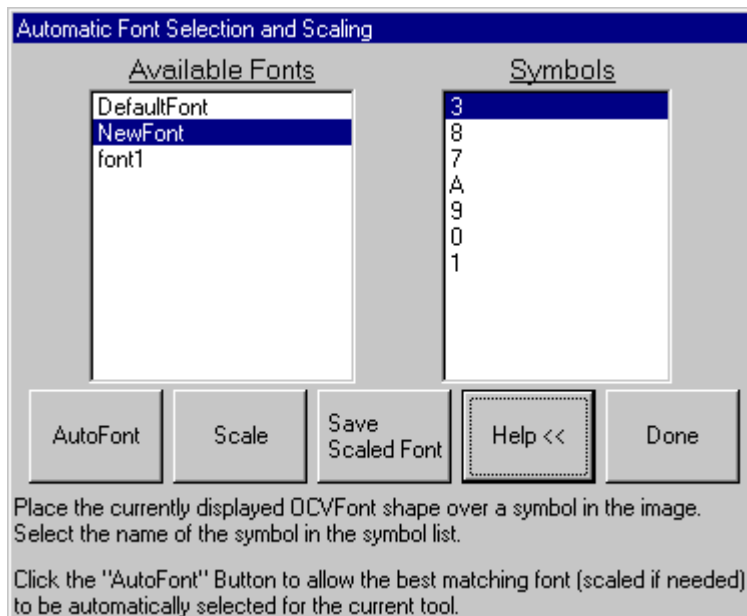 Automatic Font Selection and Scaling
Available Fonts
Symbols
DefaultFont
NewFont
font1
3
8
7
A
9
0
1
AutoFont
Scale
Save
Scaled Font
Help <<
Done
Place the currently displayed OCVFont shape over a symbol in the image.
Select the name of the symbol in the symbol list.
Click the "AutoFont" Button to allow the best matching font (scaled if needed)
to be automatically selected for the current tool.